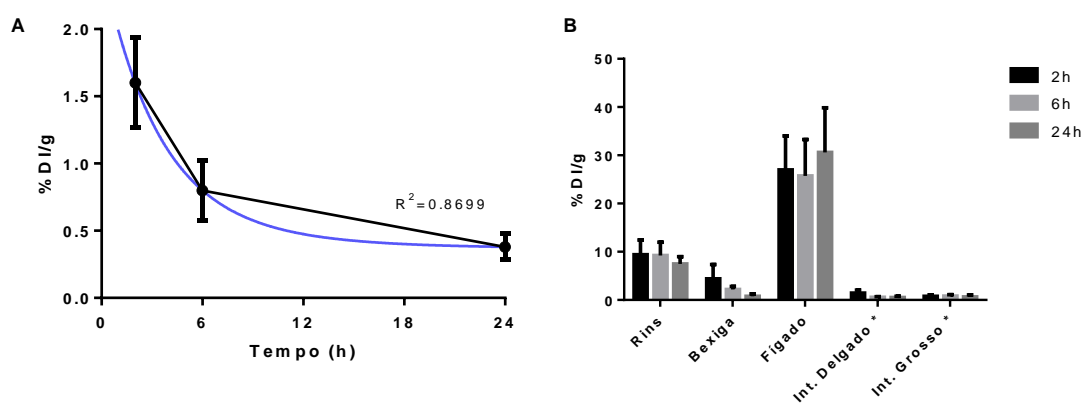 A
2.0
1.5
1.0
0.5
0.0
%DI/g
R²=0.8699
0 6 12 18 24
Tempo (h)
B
50
40
30
20
10
0
%DI/g
Rins
Bexiga
Fígado
Int. Delgado *
Int. Grosso *
2h
6h
24h